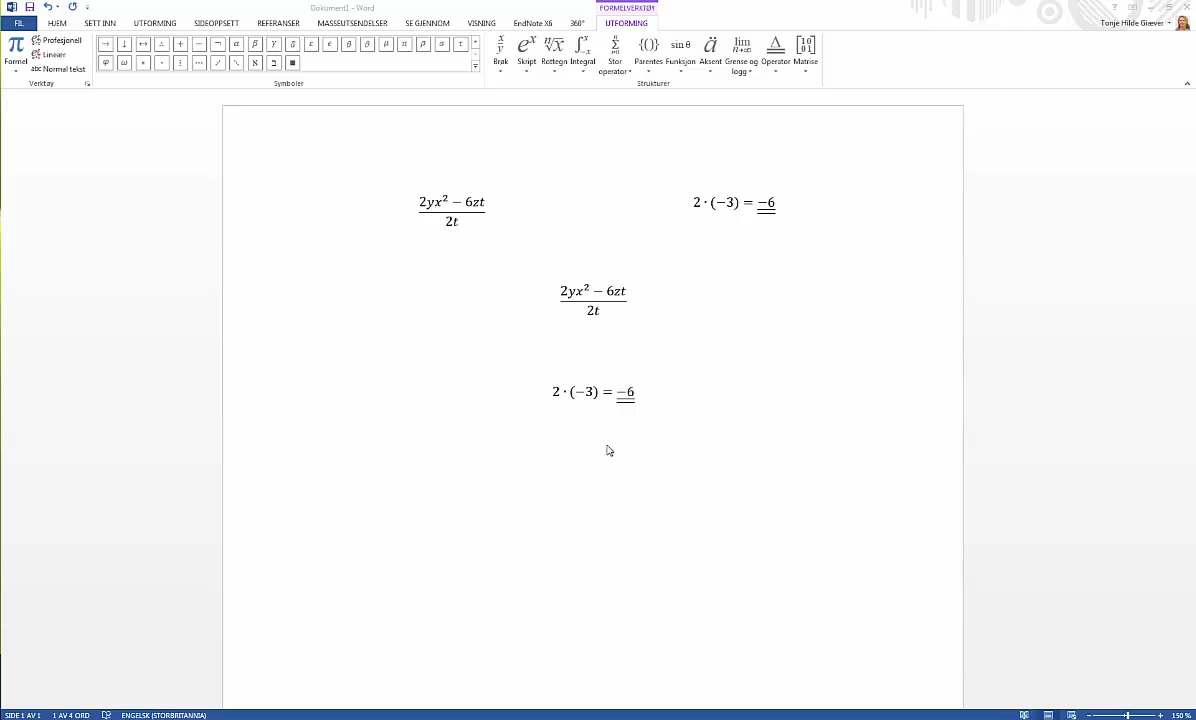 Dokument1 - Word
FORMELVERKTØY
FIL HJEM SETT INN UTFORMING SIDEOPPSETT REFERANSER MASSEUTSENDELSER SE GJENNOM VISNING EndNote X6 360° UTFORMING
Tonje Hilde Giæver
π Formel
Profesjonell
Lineær
abc Normal tekst
Verktøy
→ ↓ ↔ ∴ + − ¬ α β γ δ ε ϵ θ ϑ μ π ρ σ τ
φ ω ∗ ∙ ⋮ ⋯ ⋰ ⋱ ℵ ℶ ∎
Symboler
Brøk Skript Rottegn Integral Stor operator Parentes Funksjon Aksent Grense og logg Operator Matrise
Strukturer
2yx² − 6zt
2t
2 · (−3) = −6
2yx² − 6zt
2t
2 · (−3) = −6
SIDE 1 AV 1 1 AV 4 ORD ENGELSK (STORBRITANNIA) 150 %